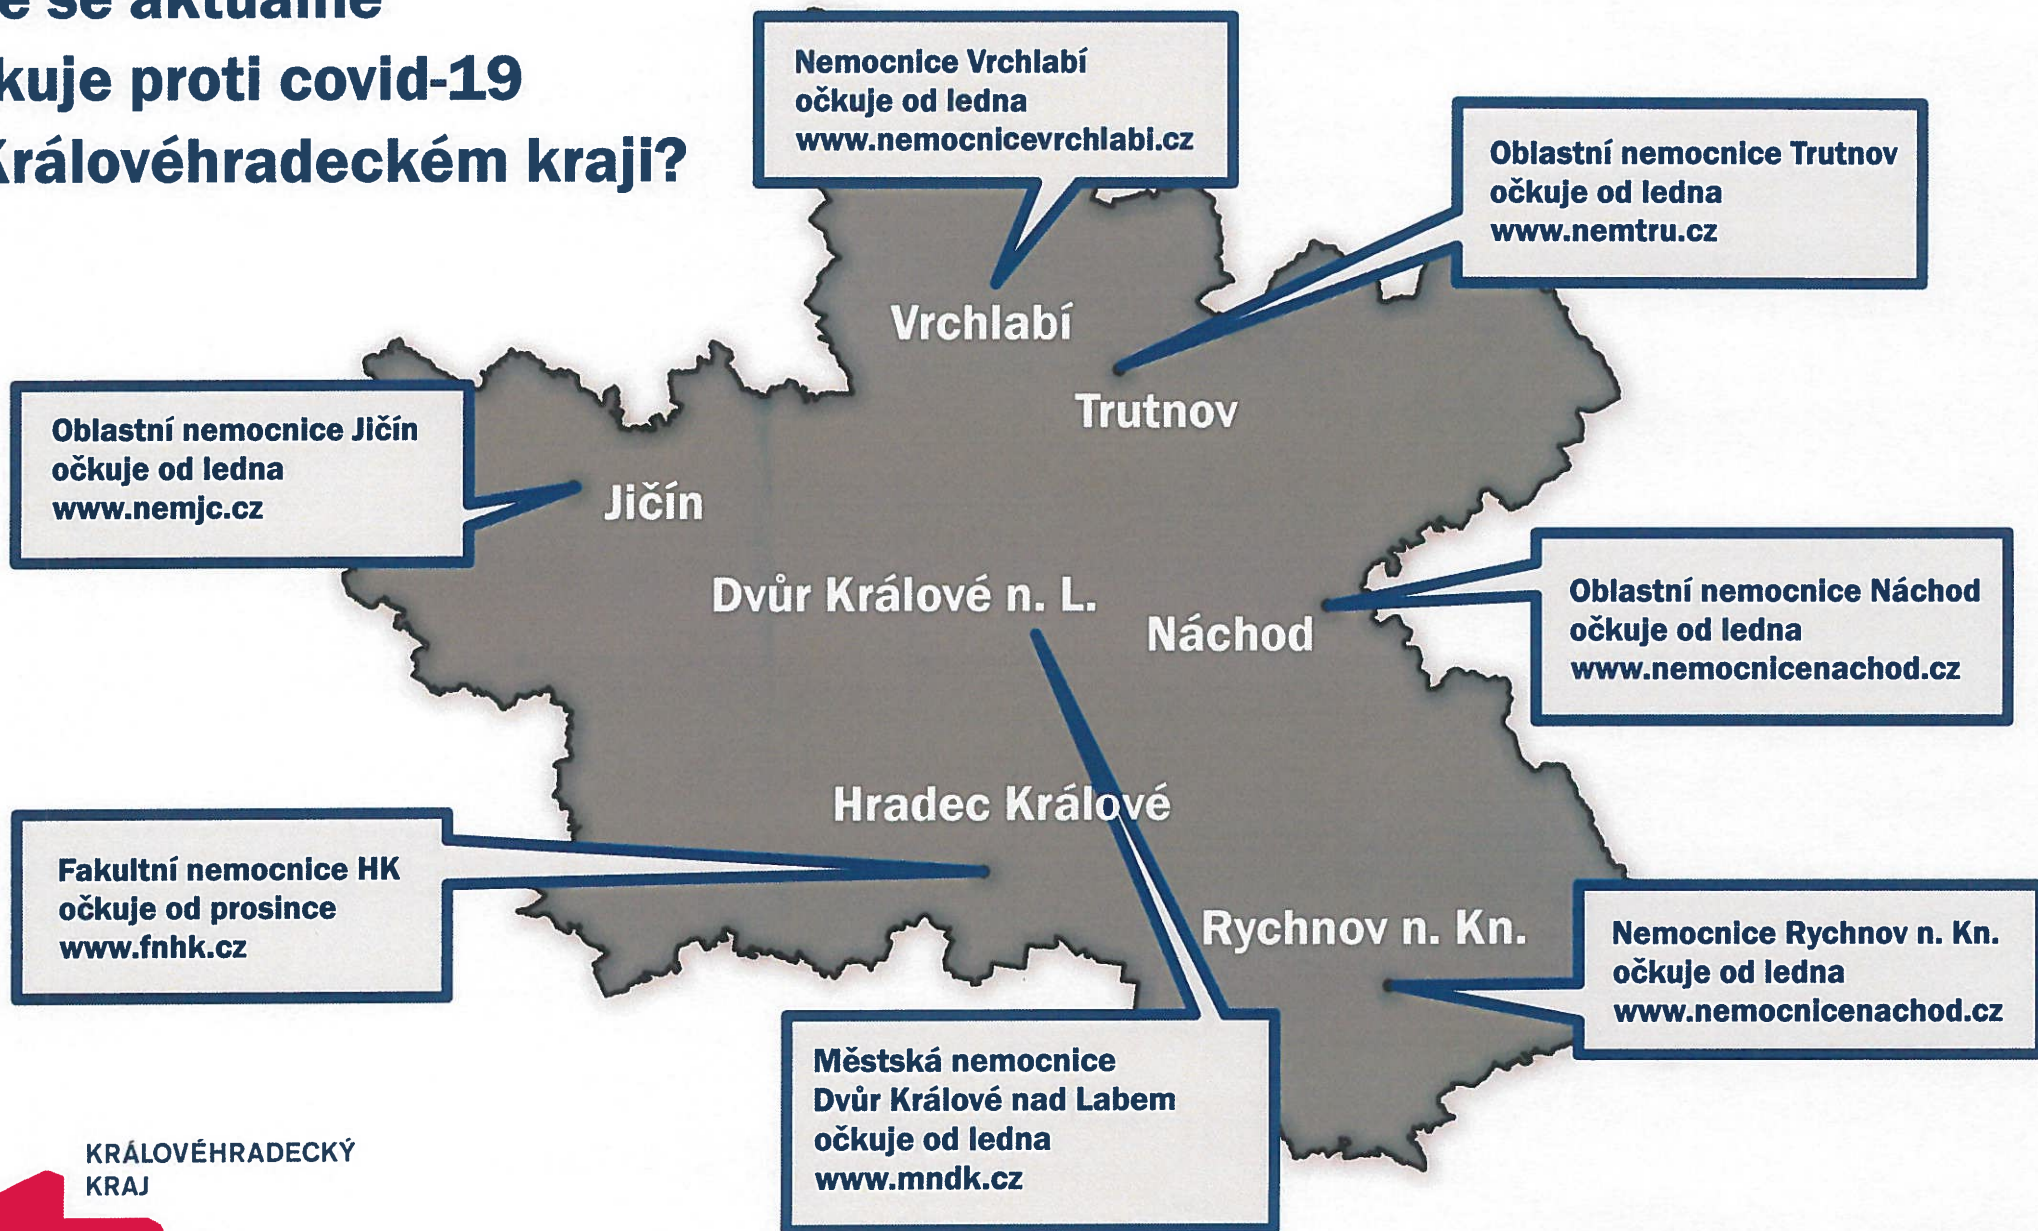 se aktuálně
kuje proti covid-19
Královéhradeckém kraji?
Nemocnice Vrchlabí
očkuje od ledna
www.nemocnicevrchlabi.cz
Oblastní nemocnice Trutnov
očkuje od ledna
www.nemtru.cz
Vrchlabí
Trutnov
Oblastní nemocnice Jičín
očkuje od ledna
www.nemjc.cz
Jičín
Dvůr Králové n. L.
Náchod
Oblastní nemocnice Náchod
očkuje od ledna
www.nemocnicenachod.cz
Hradec Králové
Fakultní nemocnice HK
očkuje od prosince
www.fnhk.cz
Rychnov n. Kn.
Nemocnice Rychnov n. Kn.
očkuje od ledna
www.nemocnicenachod.cz
Městská nemocnice
Dvůr Králové nad Labem
očkuje od ledna
www.mndk.cz
KRÁLOVÉHRADECKÝ
KRAJ